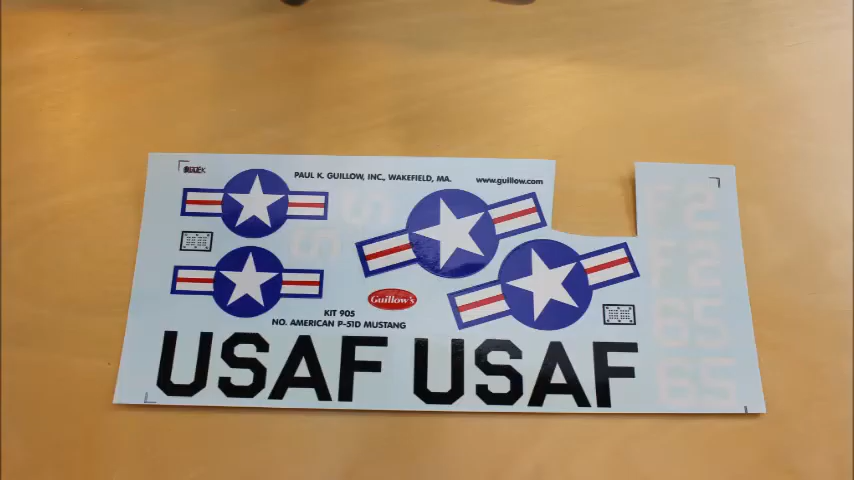 PAUL K. GUILLOW, INC., WAKEFIELD, MA.
www.guillow.com
Guillow's
KIT 905
NO. AMERICAN P-51D MUSTANG
USAF USAF